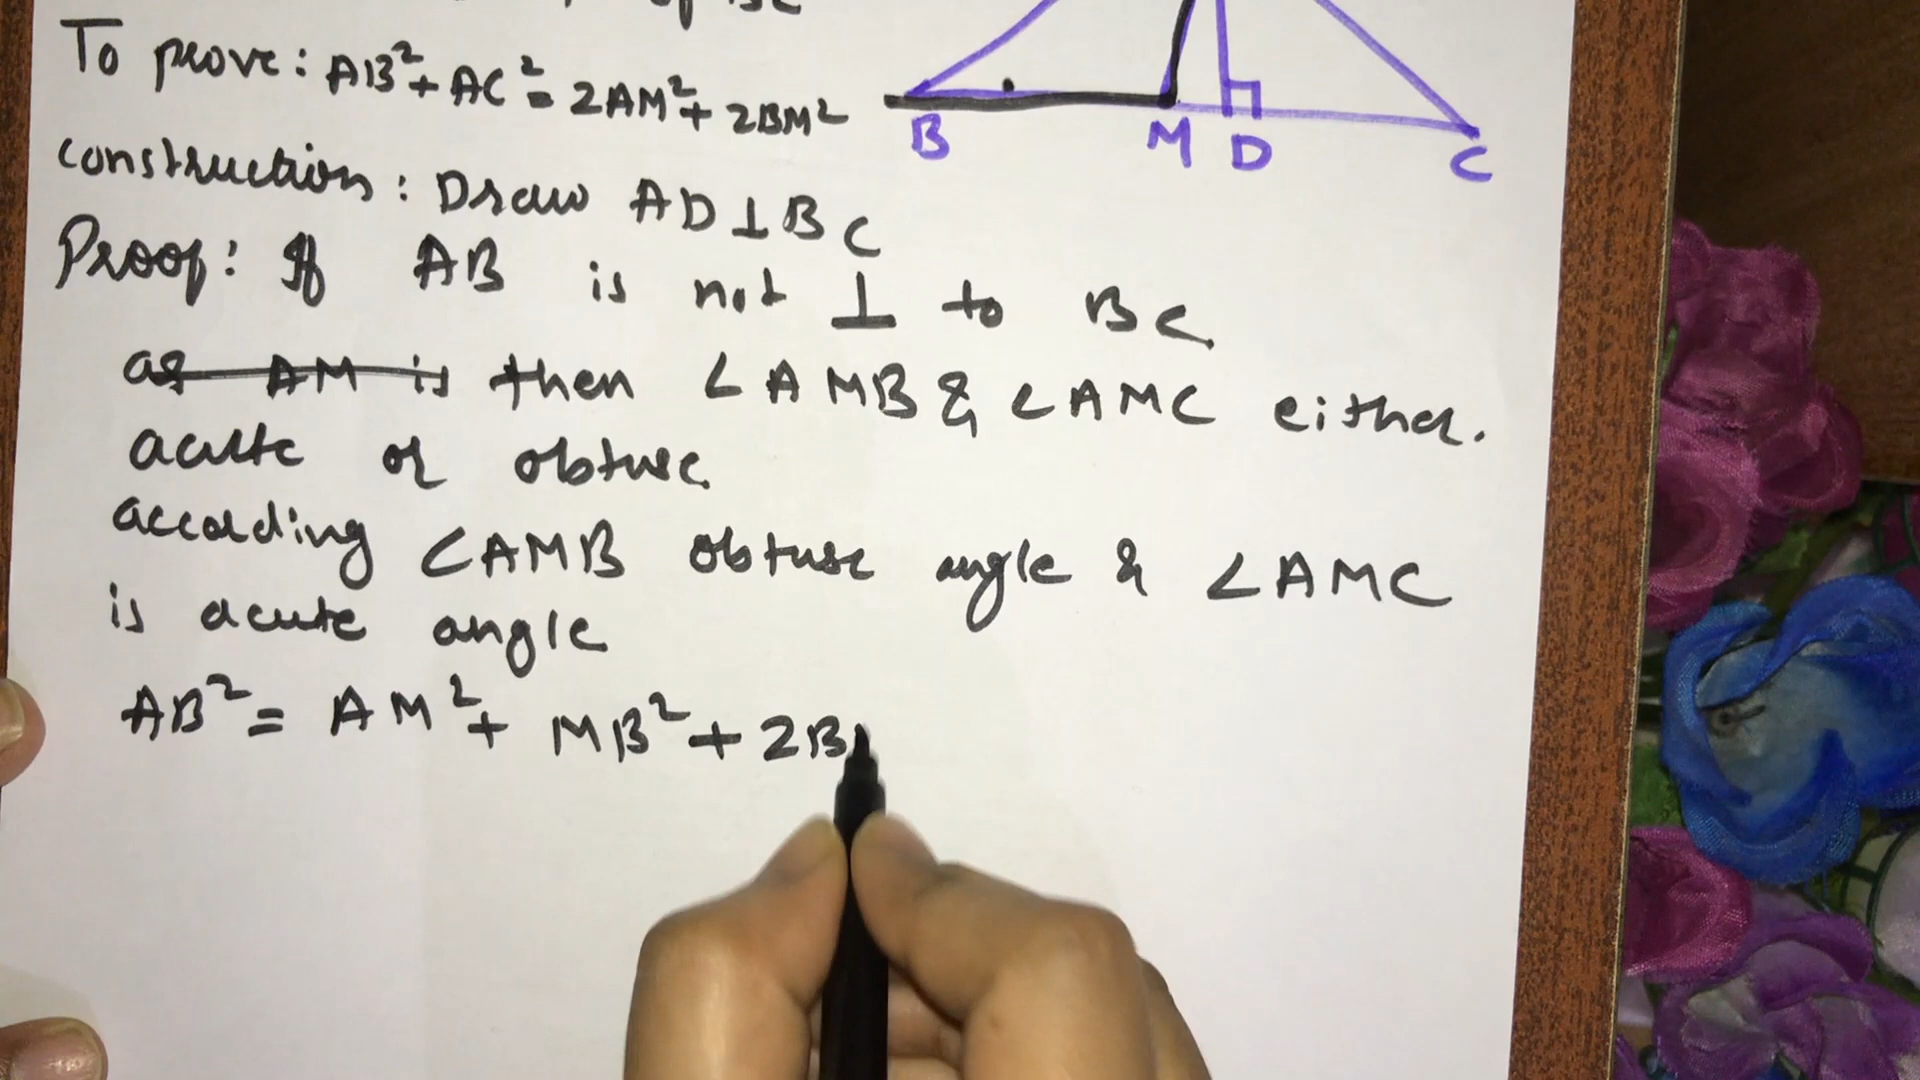 of BC
To prove: AB²+ AC² = 2AM²+ 2BM²
B M D C
construction: Draw AD⊥BC
Proof: If AB is not ⊥ to BC
as AM is then ∠AMB & ∠AMC either.
acute or obtuse
according ∠AMB obtuse angle & ∠AMC
is acute angle
AB² = AM² + MB² + 2B